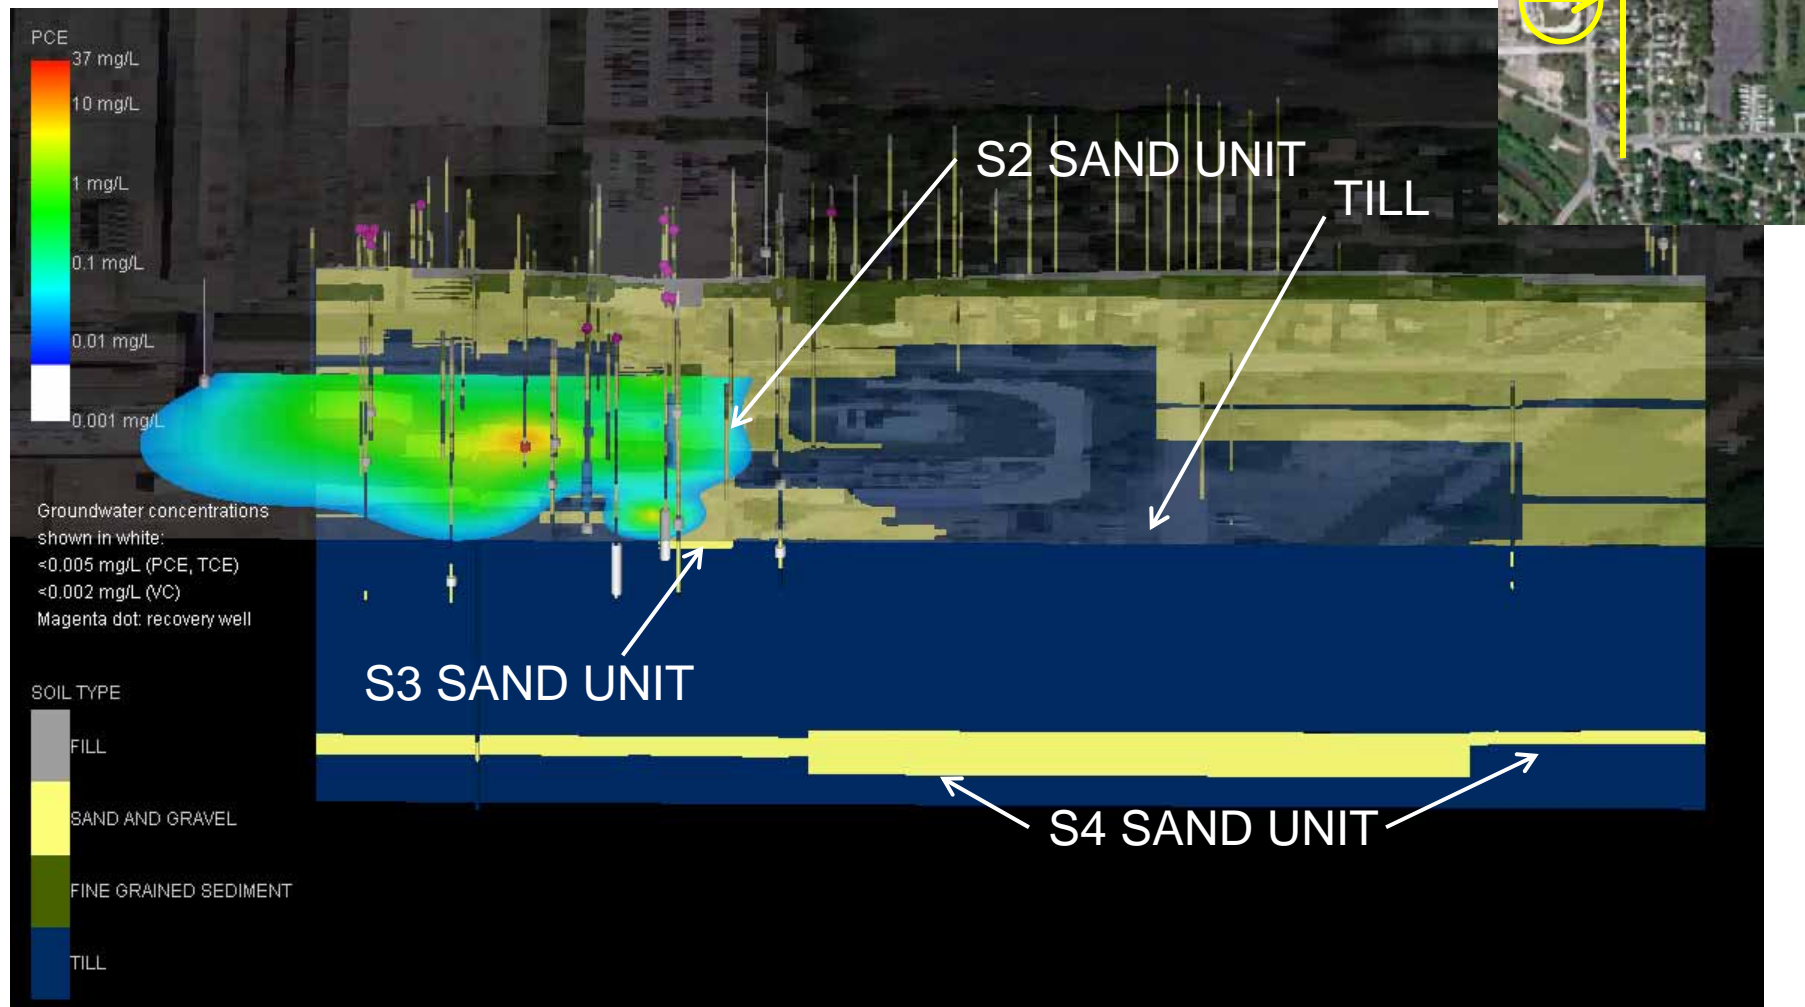 PCE
37 mg/L
10 mg/L
1 mg/L
0.1 mg/L
0.01 mg/L
0.001 mg/L
S2 SAND UNIT
TILL
Groundwater concentrations
shown in white:
<0.005 mg/L (PCE, TCE)
<0.002 mg/L (VC)
Magenta dot: recovery well
S3 SAND UNIT
S4 SAND UNIT
SOIL TYPE
FILL
SAND AND GRAVEL
FINE GRAINED SEDIMENT
TILL